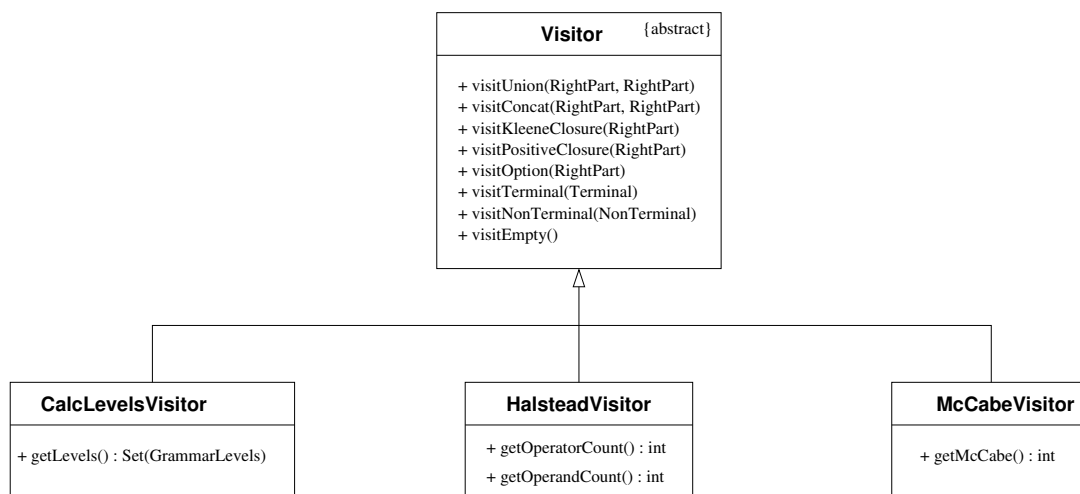 Visitor {abstract}
+ visitUnion(RightPart, RightPart)
+ visitConcat(RightPart, RightPart)
+ visitKleeneClosure(RightPart)
+ visitPositiveClosure(RightPart)
+ visitOption(RightPart)
+ visitTerminal(Terminal)
+ visitNonTerminal(NonTerminal)
+ visitEmpty()
CalcLevelsVisitor
+ getLevels() : Set(GrammarLevels)
HalsteadVisitor
+ getOperatorCount() : int
+ getOperandCount() : int
McCabeVisitor
+ getMcCabe() : int